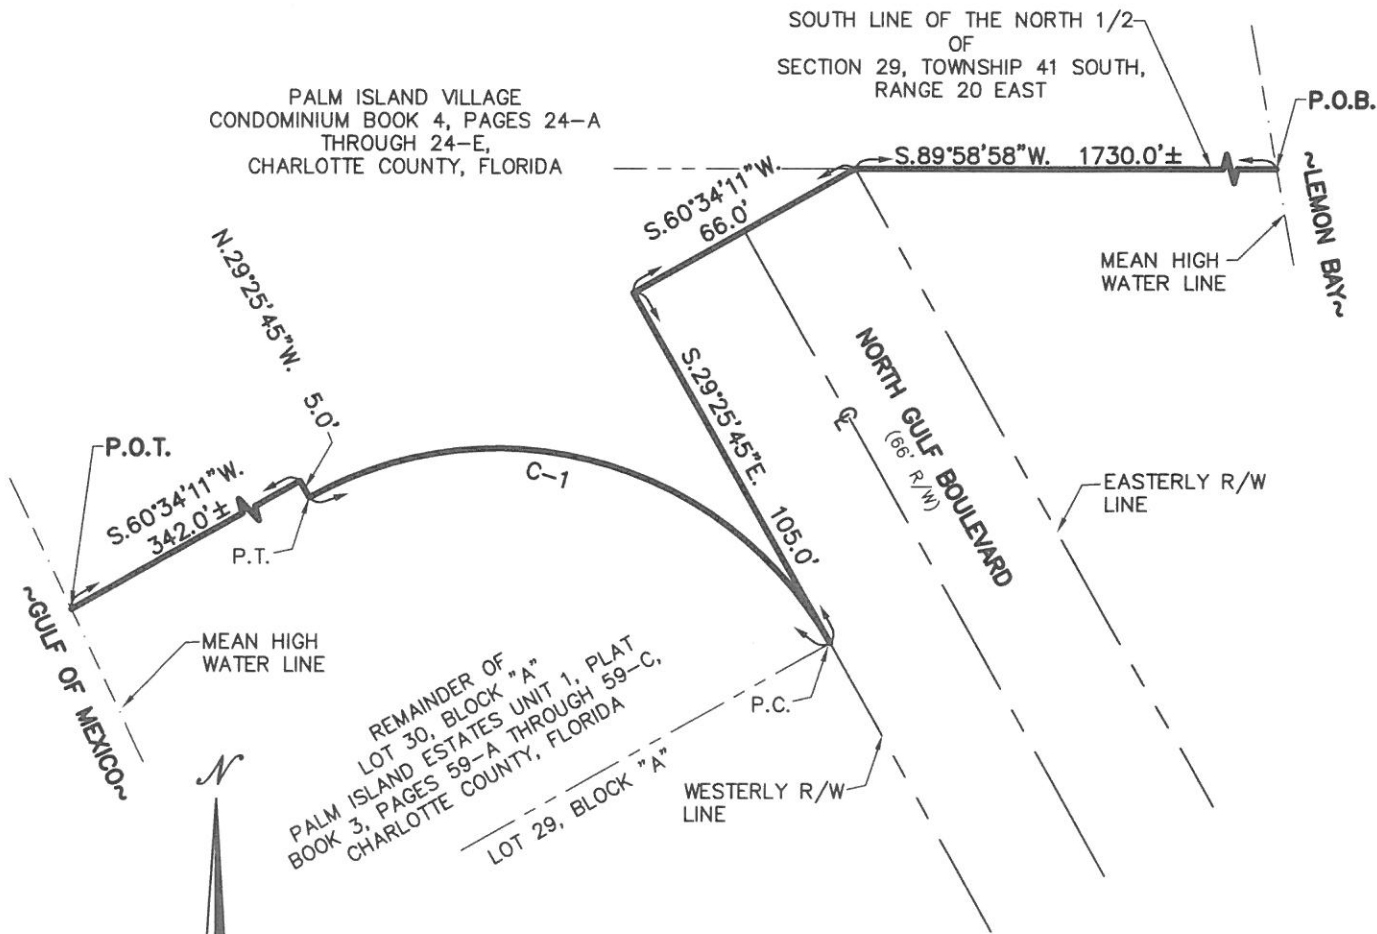 SOUTH LINE OF THE NORTH 1/2
OF
SECTION 29, TOWNSHIP 41 SOUTH,
RANGE 20 EAST
PALM ISLAND VILLAGE
CONDOMINIUM BOOK 4, PAGES 24-A
THROUGH 24-E,
CHARLOTTE COUNTY, FLORIDA
P.O.B.
S.89°58'58"W. 1730.0'±
~LEMON BAY~
MEAN HIGH
WATER LINE
S.60°34'11"W.
66.0'
N.29°25'45"W. 5.0'
S.29°25'45"E. 105.0'
NORTH GULF BOULEVARD
(66' R/W)
℄
EASTERLY R/W
LINE
P.O.T.
S.60°34'11"W.
342.0'±
P.T.
C-1
~GULF OF MEXICO~
MEAN HIGH
WATER LINE
REMAINDER OF
LOT 30, BLOCK "A"
PALM ISLAND ESTATES UNIT 1, PLAT
BOOK 3, PAGES 59-A THROUGH 59-C,
CHARLOTTE COUNTY, FLORIDA
P.C.
LOT 29, BLOCK "A"
WESTERLY R/W
LINE
N